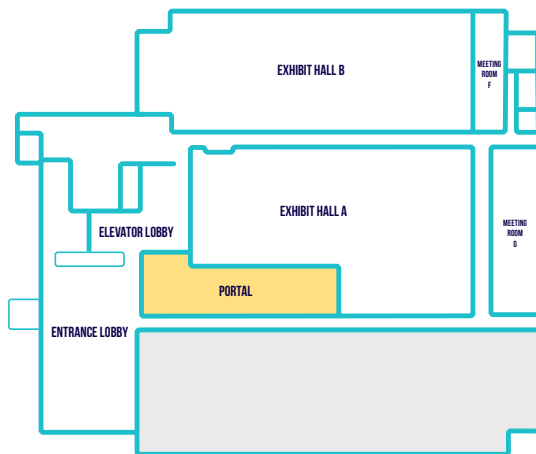 EXHIBIT HALL B
MEETING
ROOM
F
EXHIBIT HALL A
MEETING
ROOM
G
ELEVATOR LOBBY
PORTAL
ENTRANCE LOBBY